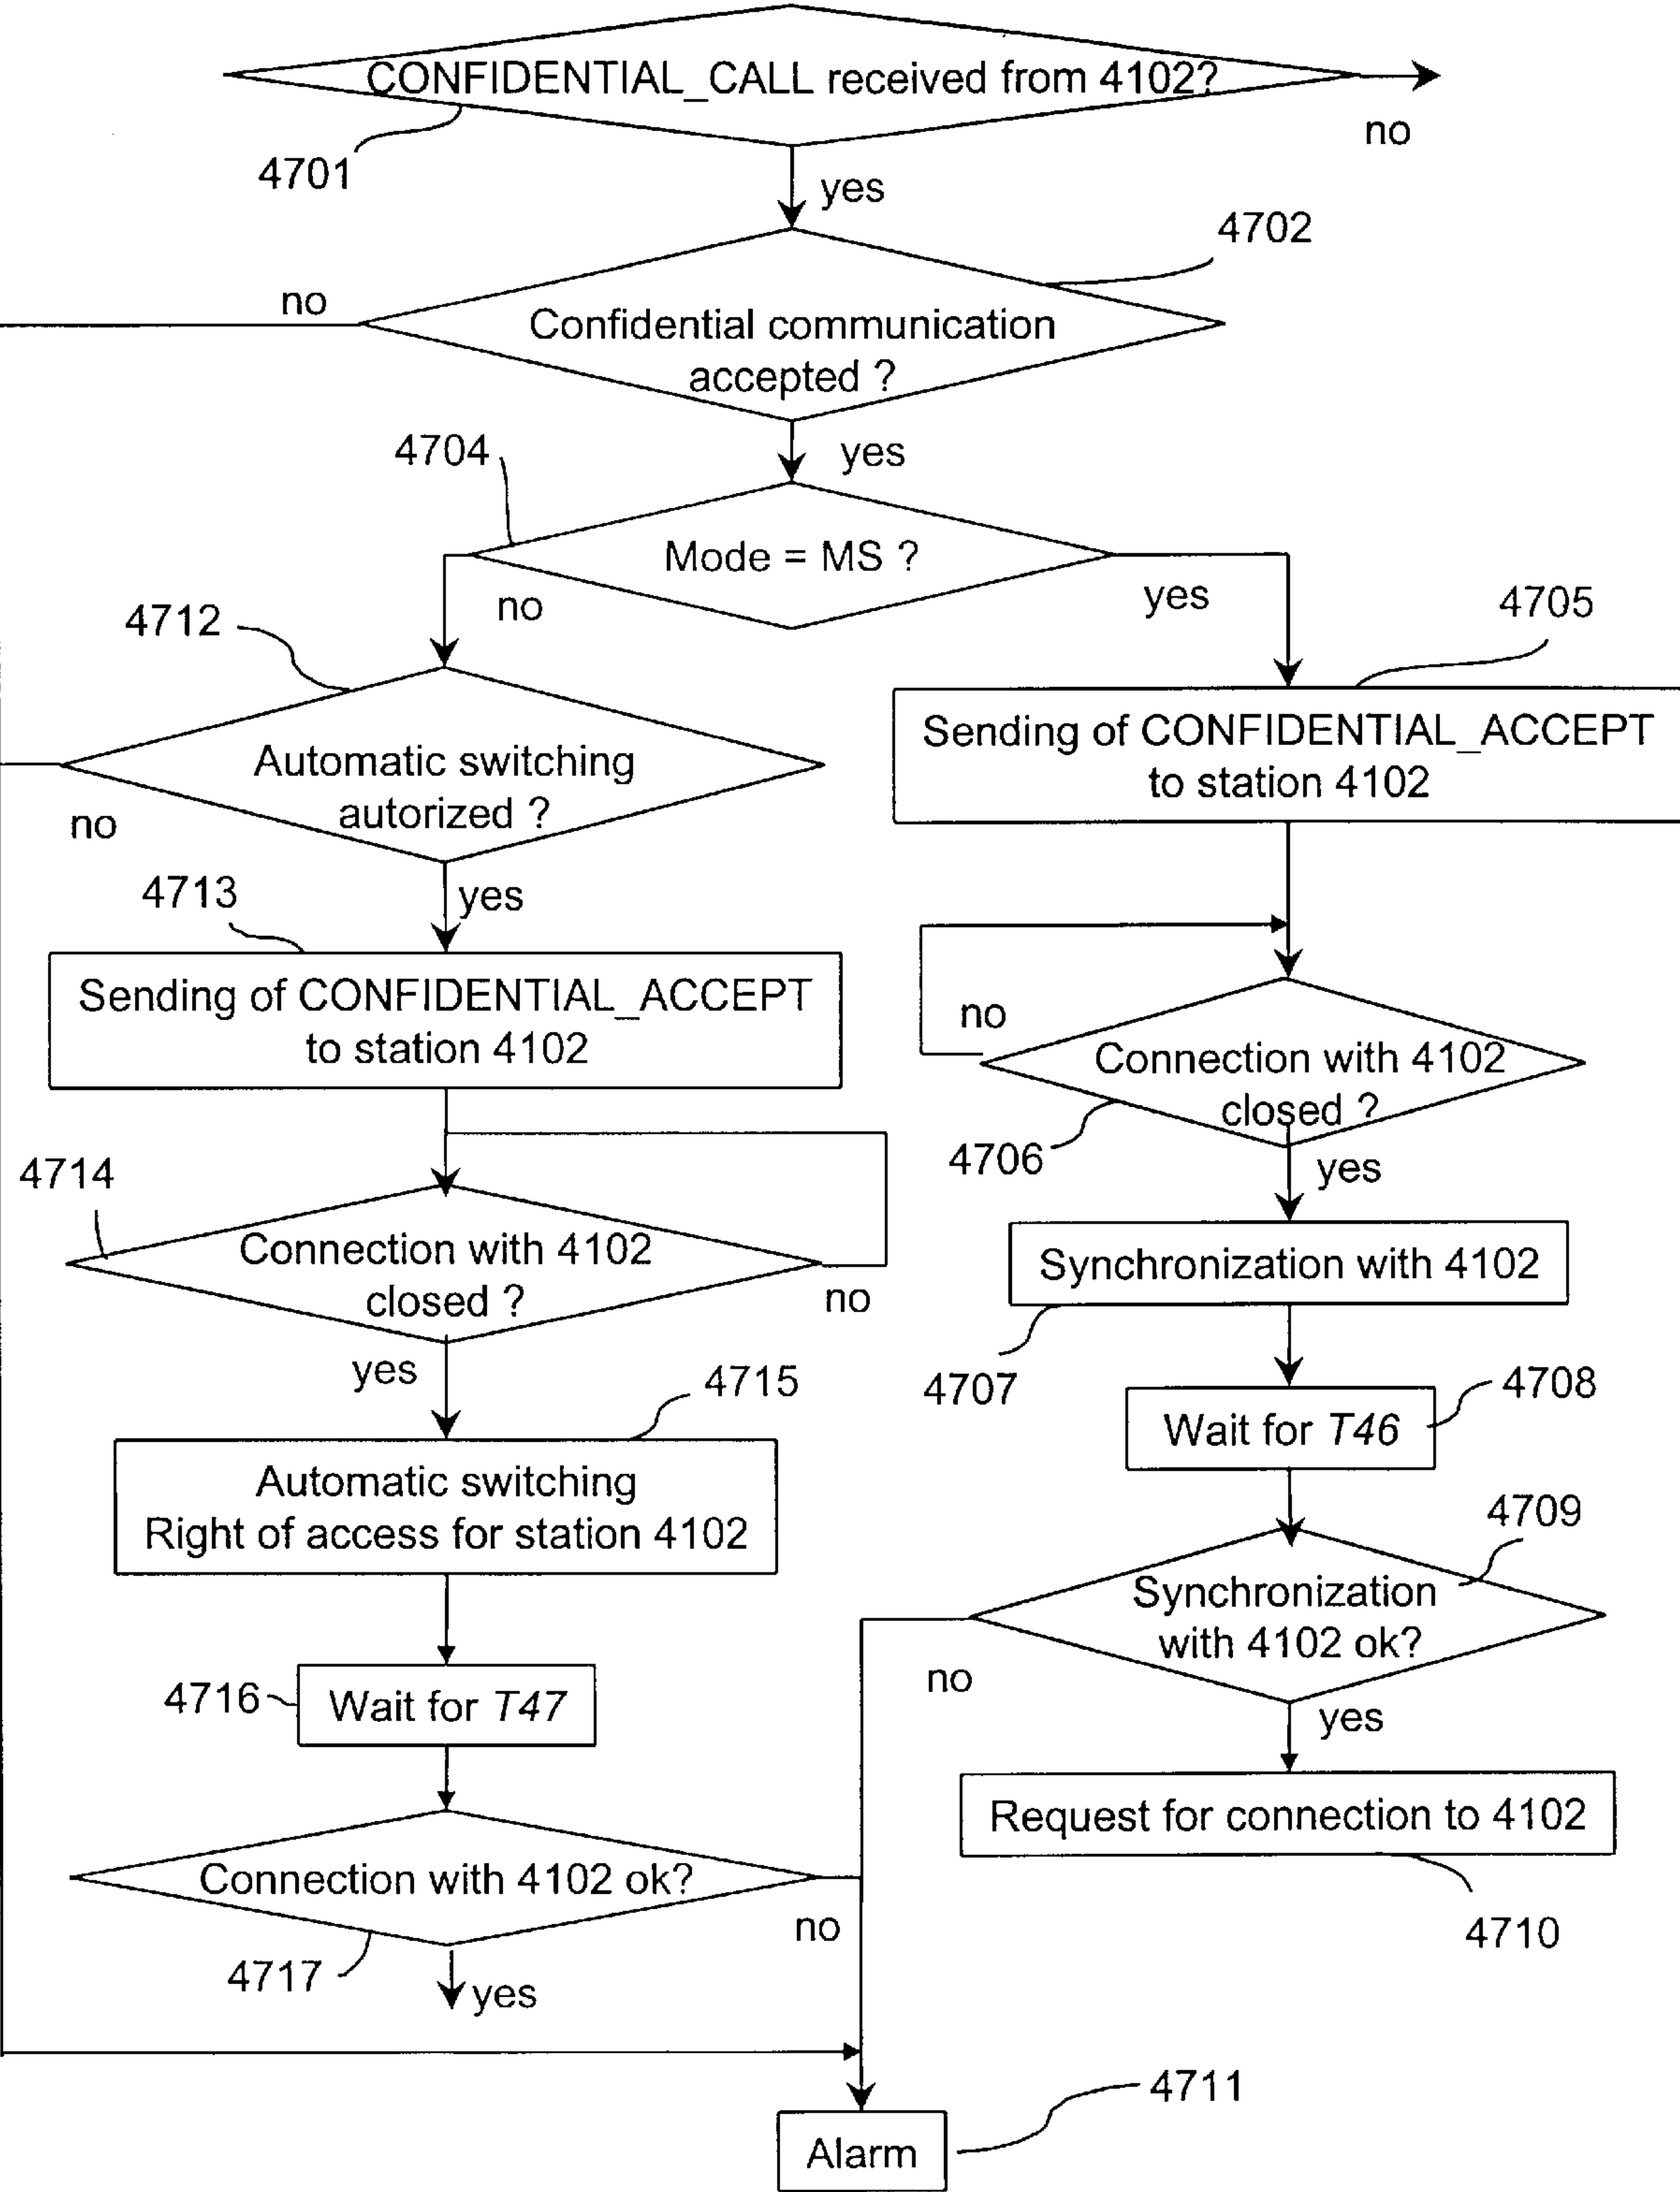 CONFIDENTIAL_CALL received from 4102?
no
4701
yes
4702
no
Confidential communication
accepted ?
4704
yes
Mode = MS ?
no
yes
4712
4705
Automatic switching
autorized ?
no
Sending of CONFIDENTIAL_ACCEPT
to station 4102
4713
yes
Sending of CONFIDENTIAL_ACCEPT
to station 4102
no
Connection with 4102
closed ?
4706
yes
4714
Connection with 4102
closed ?
no
Synchronization with 4102
4707
yes
4715
4708
Wait for T46
Automatic switching
Right of access for station 4102
4709
Synchronization
with 4102 ok?
no
yes
4716
Wait for T47
Request for connection to 4102
4710
Connection with 4102 ok?
no
4717
yes
4711
Alarm